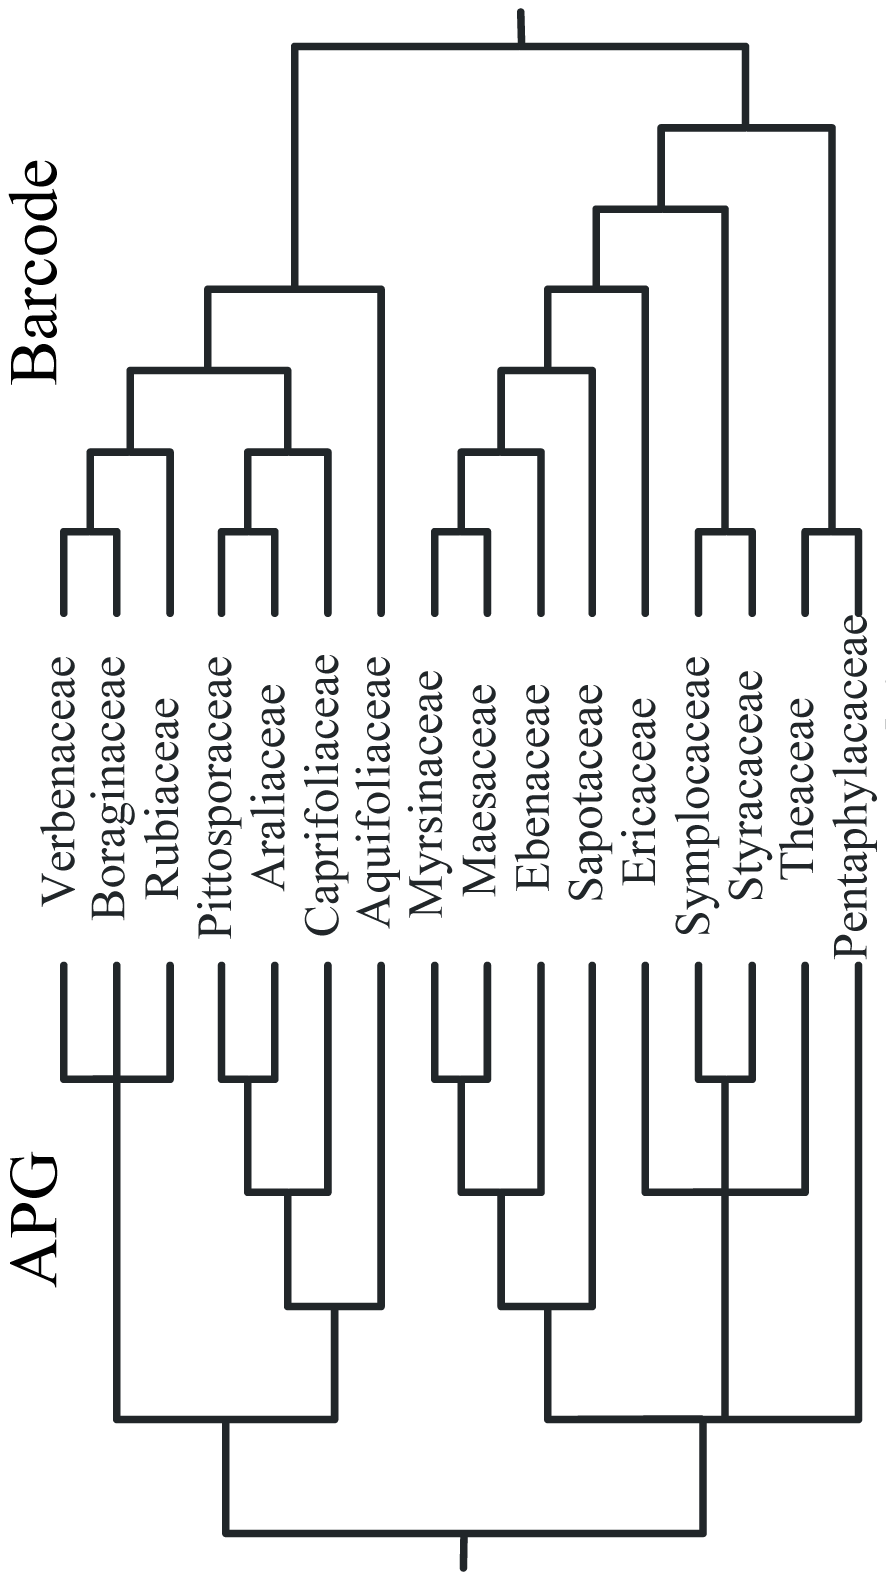 Barcode
APG
Verbenaceae
Boraginaceae
Rubiaceae
Pittosporaceae
Araliaceae
Caprifoliaceae
Aquifoliaceae
Myrsinaceae
Maesaceae
Ebenaceae
Sapotaceae
Ericaceae
Symplocaceae
Styracaceae
Theaceae
Pentaphylacaceae